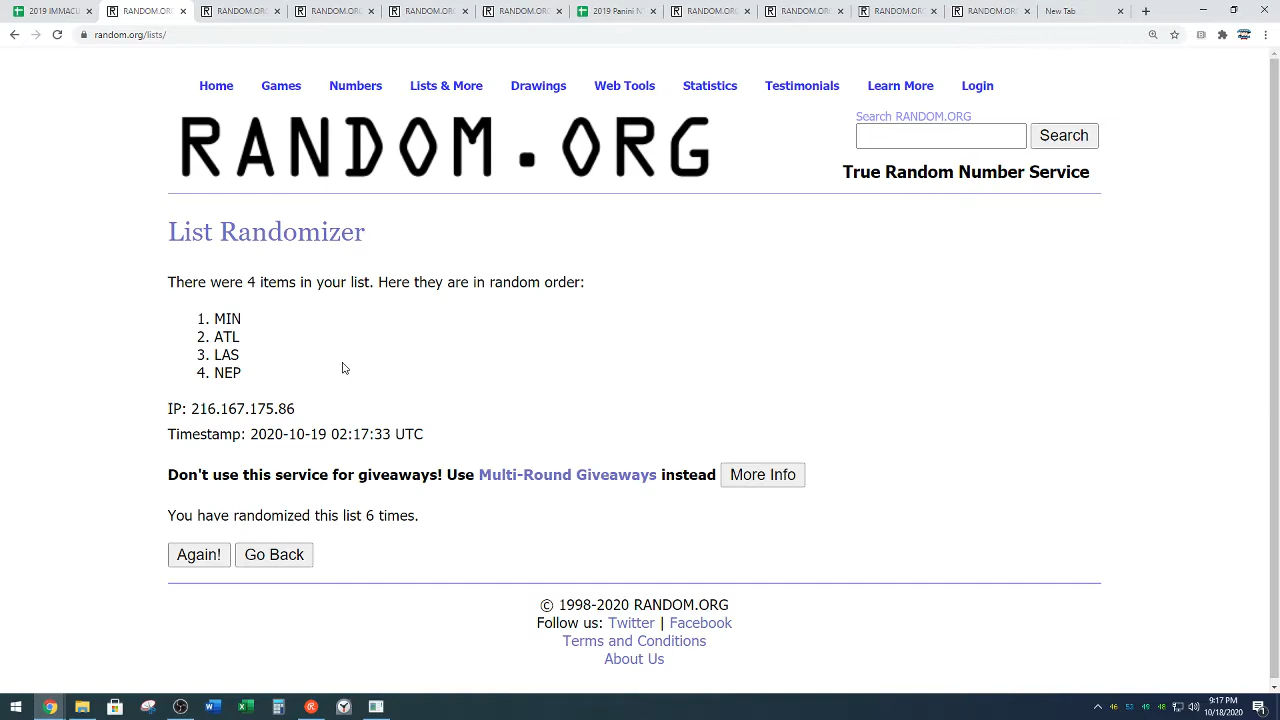 2019 IMMACU
RANDOM.ORG
RANDOM.OR
RANDOM.OR
RANDOM.OR
RANDOM.OR
2019 Panini N
RANDOM.OR
RANDOM.OR
RANDOM.OR
RANDOM.OR
New Tab
random.org/lists/
Home Games Numbers Lists & More Drawings Web Tools Statistics Testimonials Learn More Login
Search RANDOM.ORG
Search
RANDOM.ORG
True Random Number Service
List Randomizer
There were 4 items in your list. Here they are in random order:
1. MIN
2. ATL
3. LAS
4. NEP
IP: 216.167.175.86
Timestamp: 2020-10-19 02:17:33 UTC
Don't use this service for giveaways! Use Multi-Round Giveaways instead More Info
You have randomized this list 6 times.
Again! Go Back
© 1998-2020 RANDOM.ORG
Follow us: Twitter | Facebook
Terms and Conditions
About Us
46 52 49 48
9:17 PM
10/18/2020